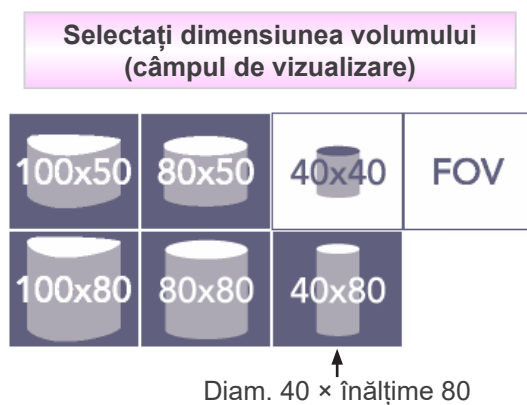 Selectați dimensiunea volumului
(câmpul de vizualizare)
100x50 80x50 40x40 FOV
100x80 80x80 40x80
Diam. 40 × înălțime 80